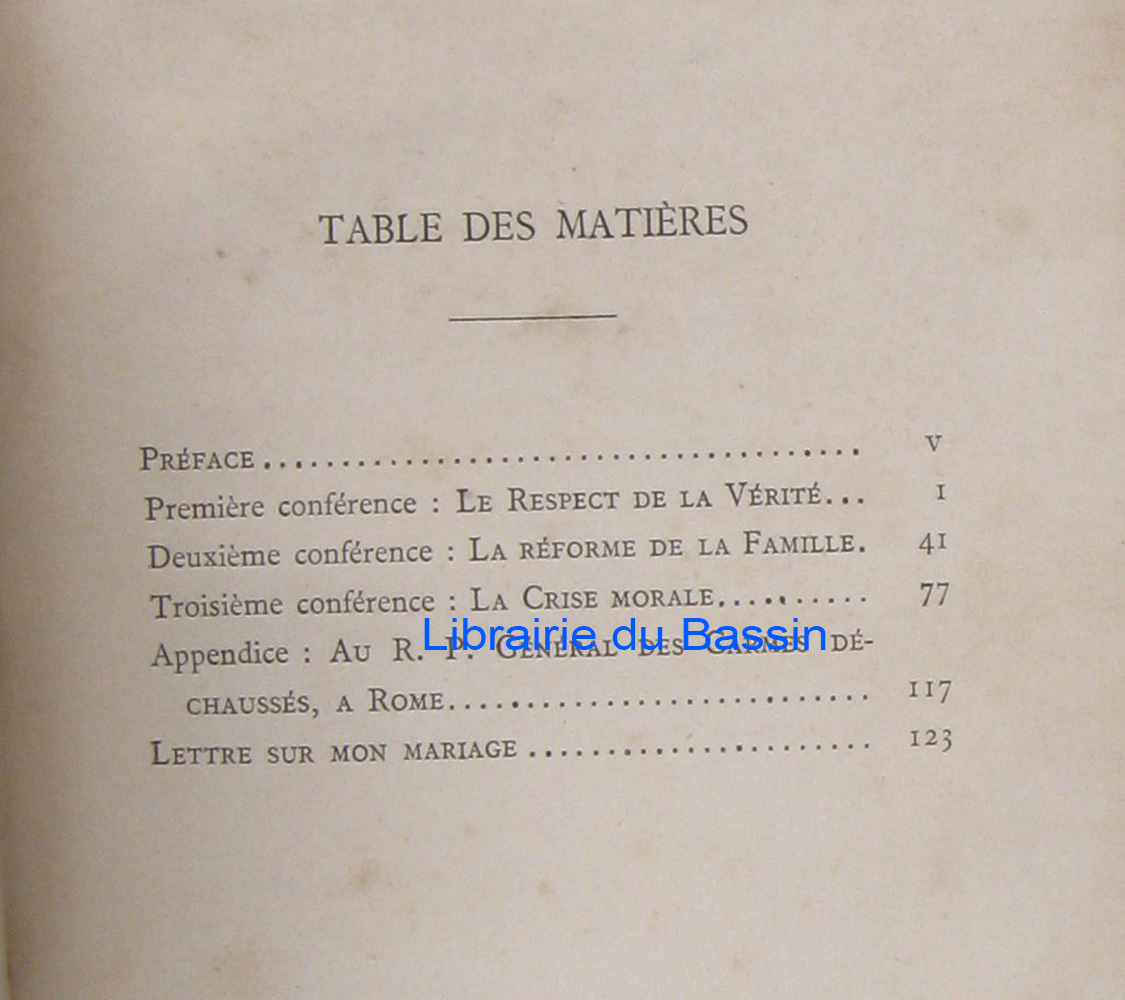 TABLE DES MATIÈRES
PRÉFACE ....................................... V
Première conférence : LE RESPECT DE LA VÉRITÉ... 1
Deuxième conférence : LA RÉFORME DE LA FAMILLE. 41
Troisième conférence : LA CRISE MORALE.......... 77
Librairie du Bassin
Appendice : AU R. P. GÉNÉRAL DES CARMES DÉ-
CHAUSSÉS, A ROME........................... 117
LETTRE SUR MON MARIAGE ...................... 123